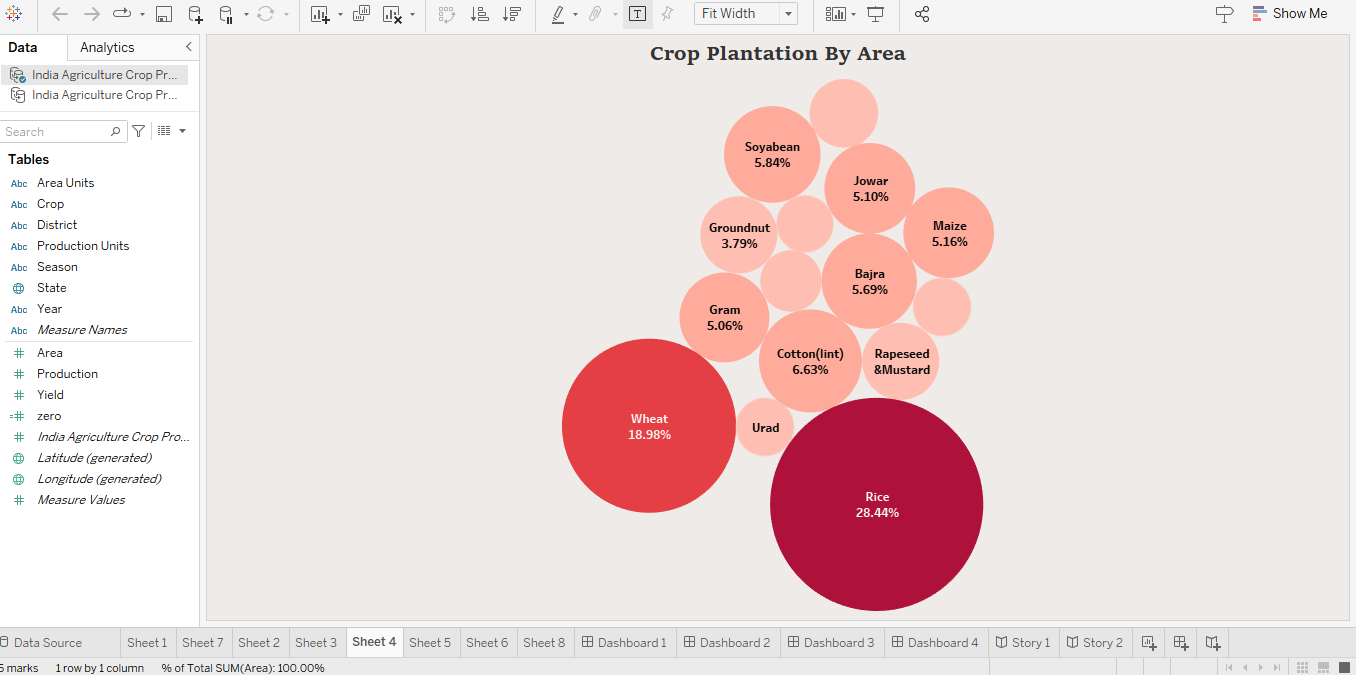 Fit Width
Show Me
Data
Analytics
India Agriculture Crop Pr...
India Agriculture Crop Pr...
Search
Tables
Abc Area Units
Abc Crop
Abc District
Abc Production Units
Abc Season
State
Abc Year
Abc Measure Names
Area
Production
Yield
zero
India Agriculture Crop Pro...
Latitude (generated)
Longitude (generated)
Measure Values
Crop Plantation By Area
Soyabean
5.84%
Jowar
5.10%
Groundnut
3.79%
Maize
5.16%
Bajra
5.69%
Gram
5.06%
Cotton(lint)
6.63%
Rapeseed
&Mustard
Wheat
18.98%
Urad
Rice
28.44%
Data Source
Sheet 1
Sheet 7
Sheet 2
Sheet 3
Sheet 4
Sheet 5
Sheet 6
Sheet 8
Dashboard 1
Dashboard 2
Dashboard 3
Dashboard 4
Story 1
Story 2
5 marks
1 row by 1 column
% of Total SUM(Area): 100.00%